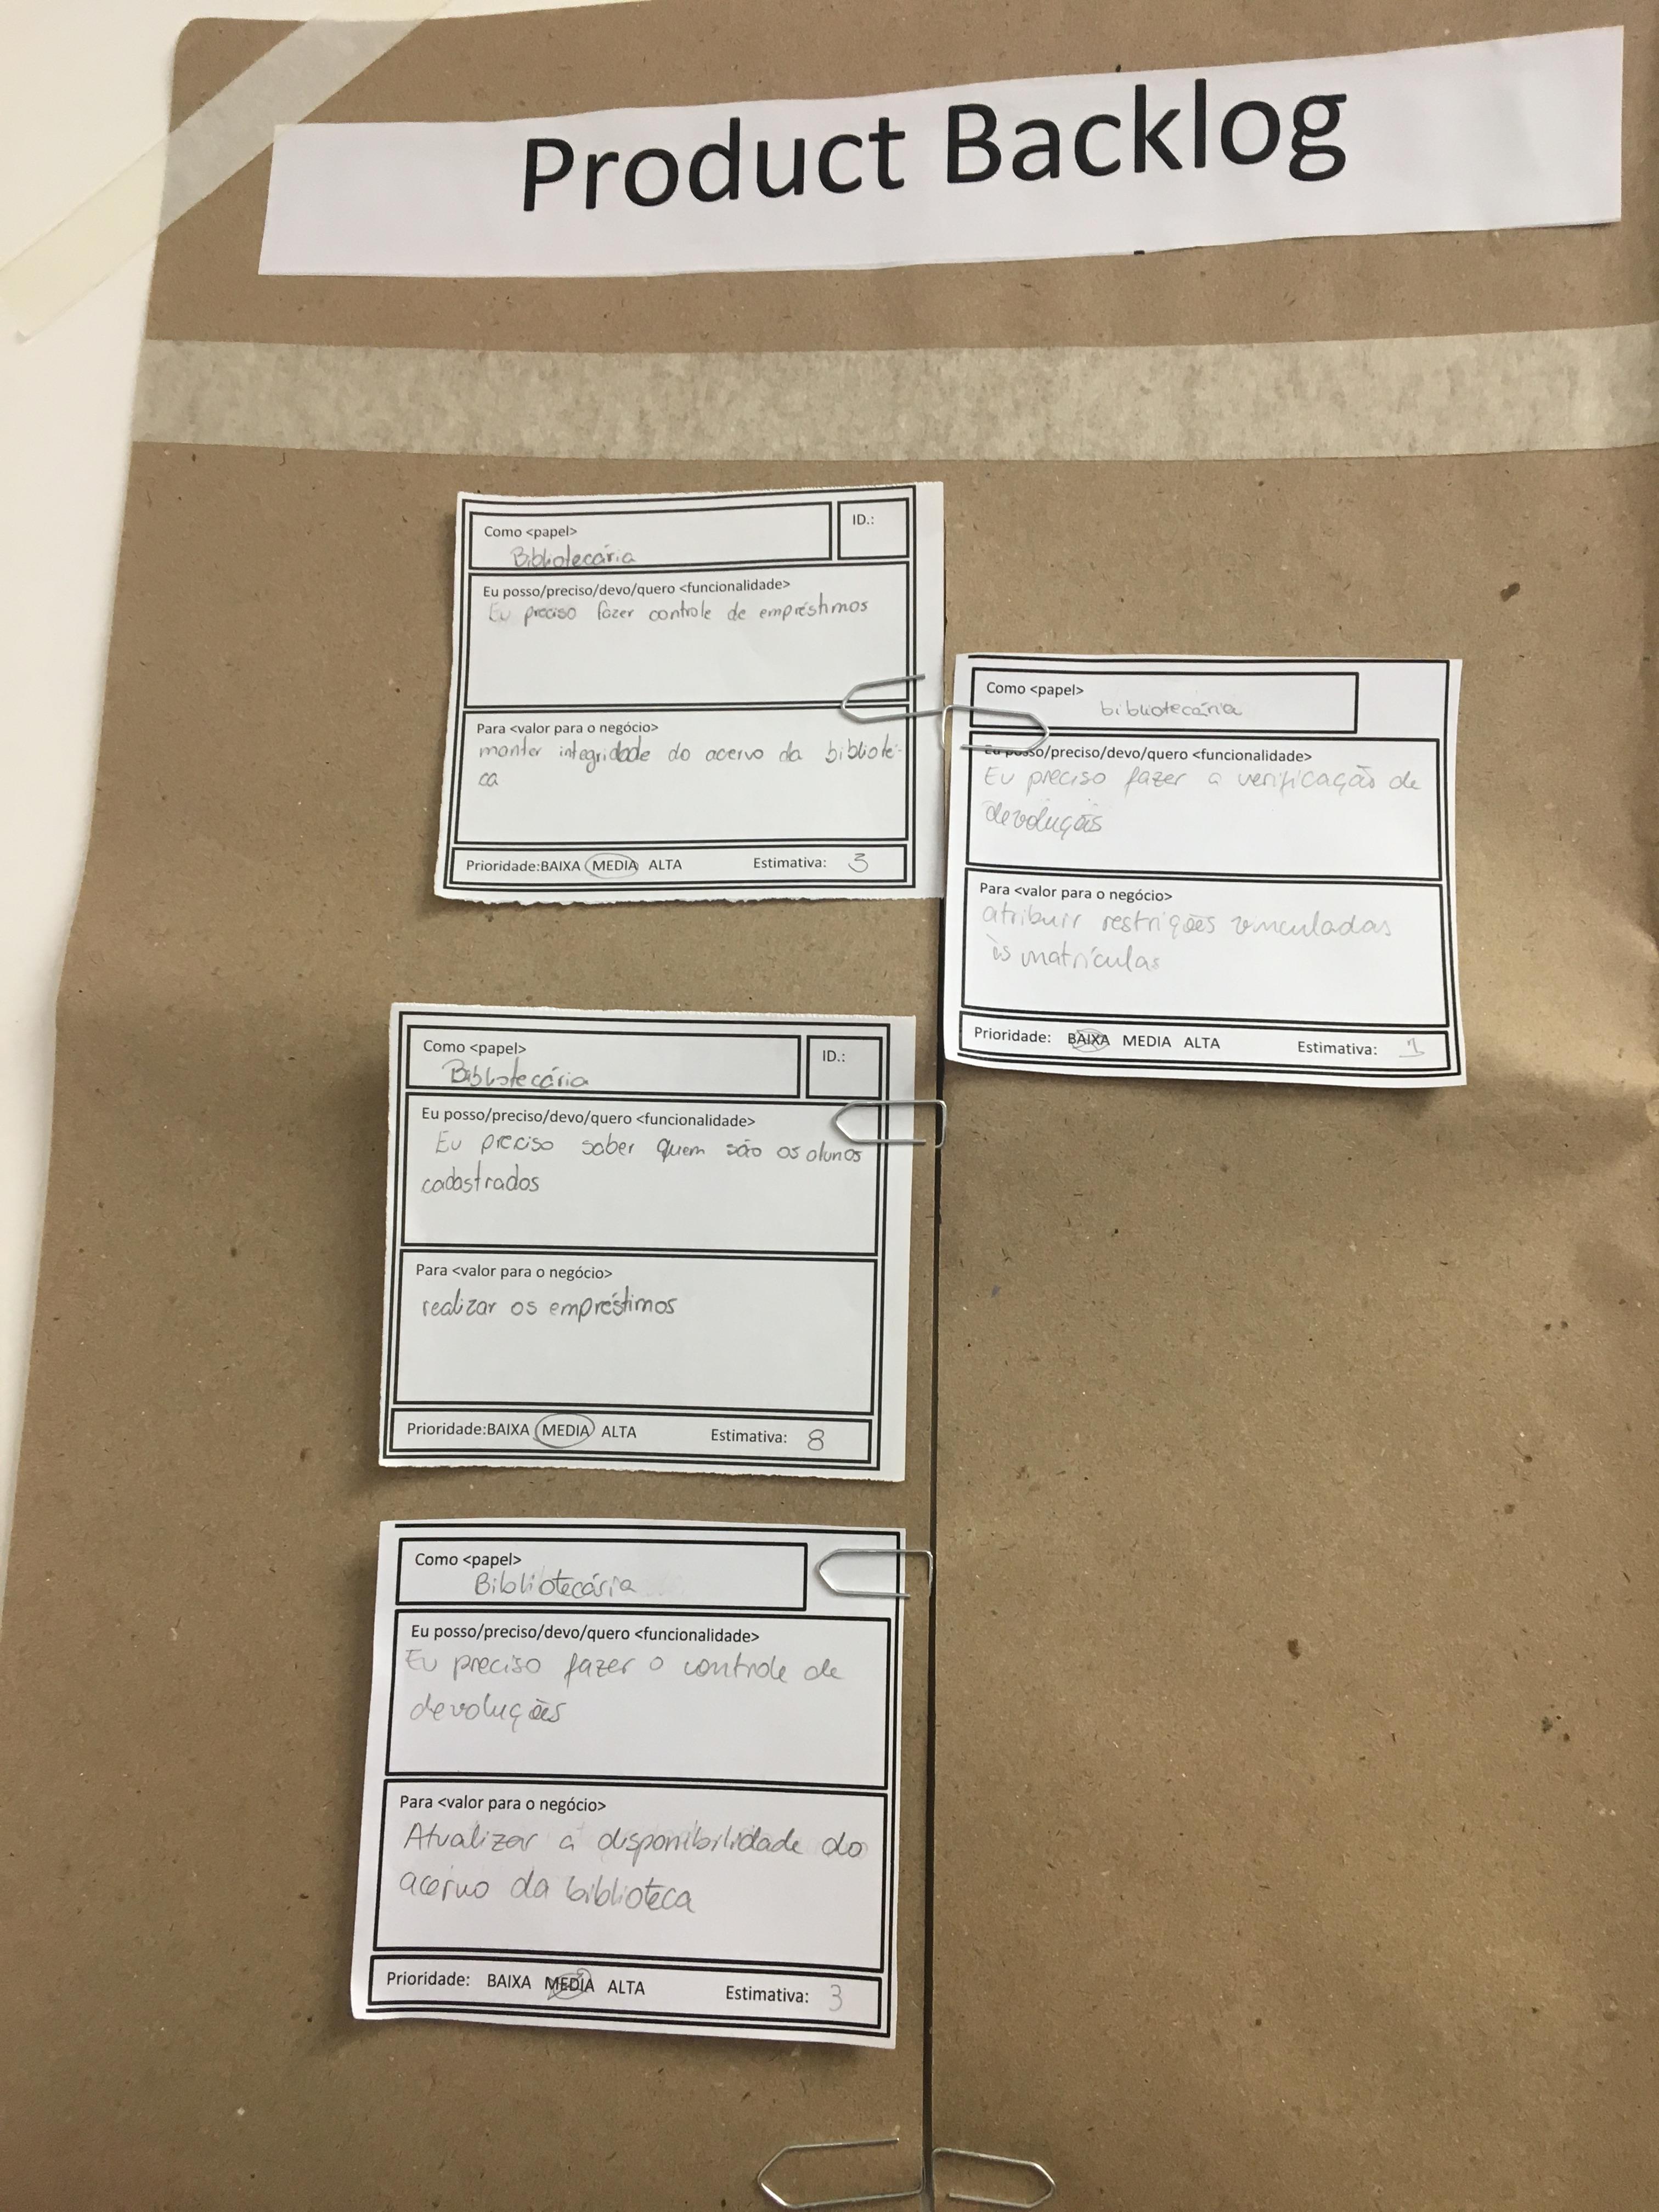 Product Backlog
Como <papel>
ID.:
Bibliotecária
Eu posso/preciso/devo/quero <funcionalidade>
Eu preciso fazer controle de empréstimos
Para <valor para o negócio>
manter integridade do acervo da bibliote-
ca
Prioridade:BAIXA MEDIA ALTA Estimativa: 3
Como <papel>
bibliotecária
Eu posso/preciso/devo/quero <funcionalidade>
Eu preciso fazer a verificação de
devoluções
Para <valor para o negócio>
atribuir restrições vinculadas
às matrículas
Prioridade: BAIXA MEDIA ALTA Estimativa: 1
Como <papel>
ID.:
Bibliotecária
Eu posso/preciso/devo/quero <funcionalidade>
Eu preciso saber quem são os alunos
cadastrados
Para <valor para o negócio>
realizar os empréstimos
Prioridade:BAIXA MEDIA ALTA Estimativa: 8
Como <papel>
Bibliotecária
Eu posso/preciso/devo/quero <funcionalidade>
Eu preciso fazer o controle de
devoluções
Para <valor para o negócio>
Atualizar a disponibilidade do
acervo da biblioteca
Prioridade: BAIXA MEDIA ALTA Estimativa: 3